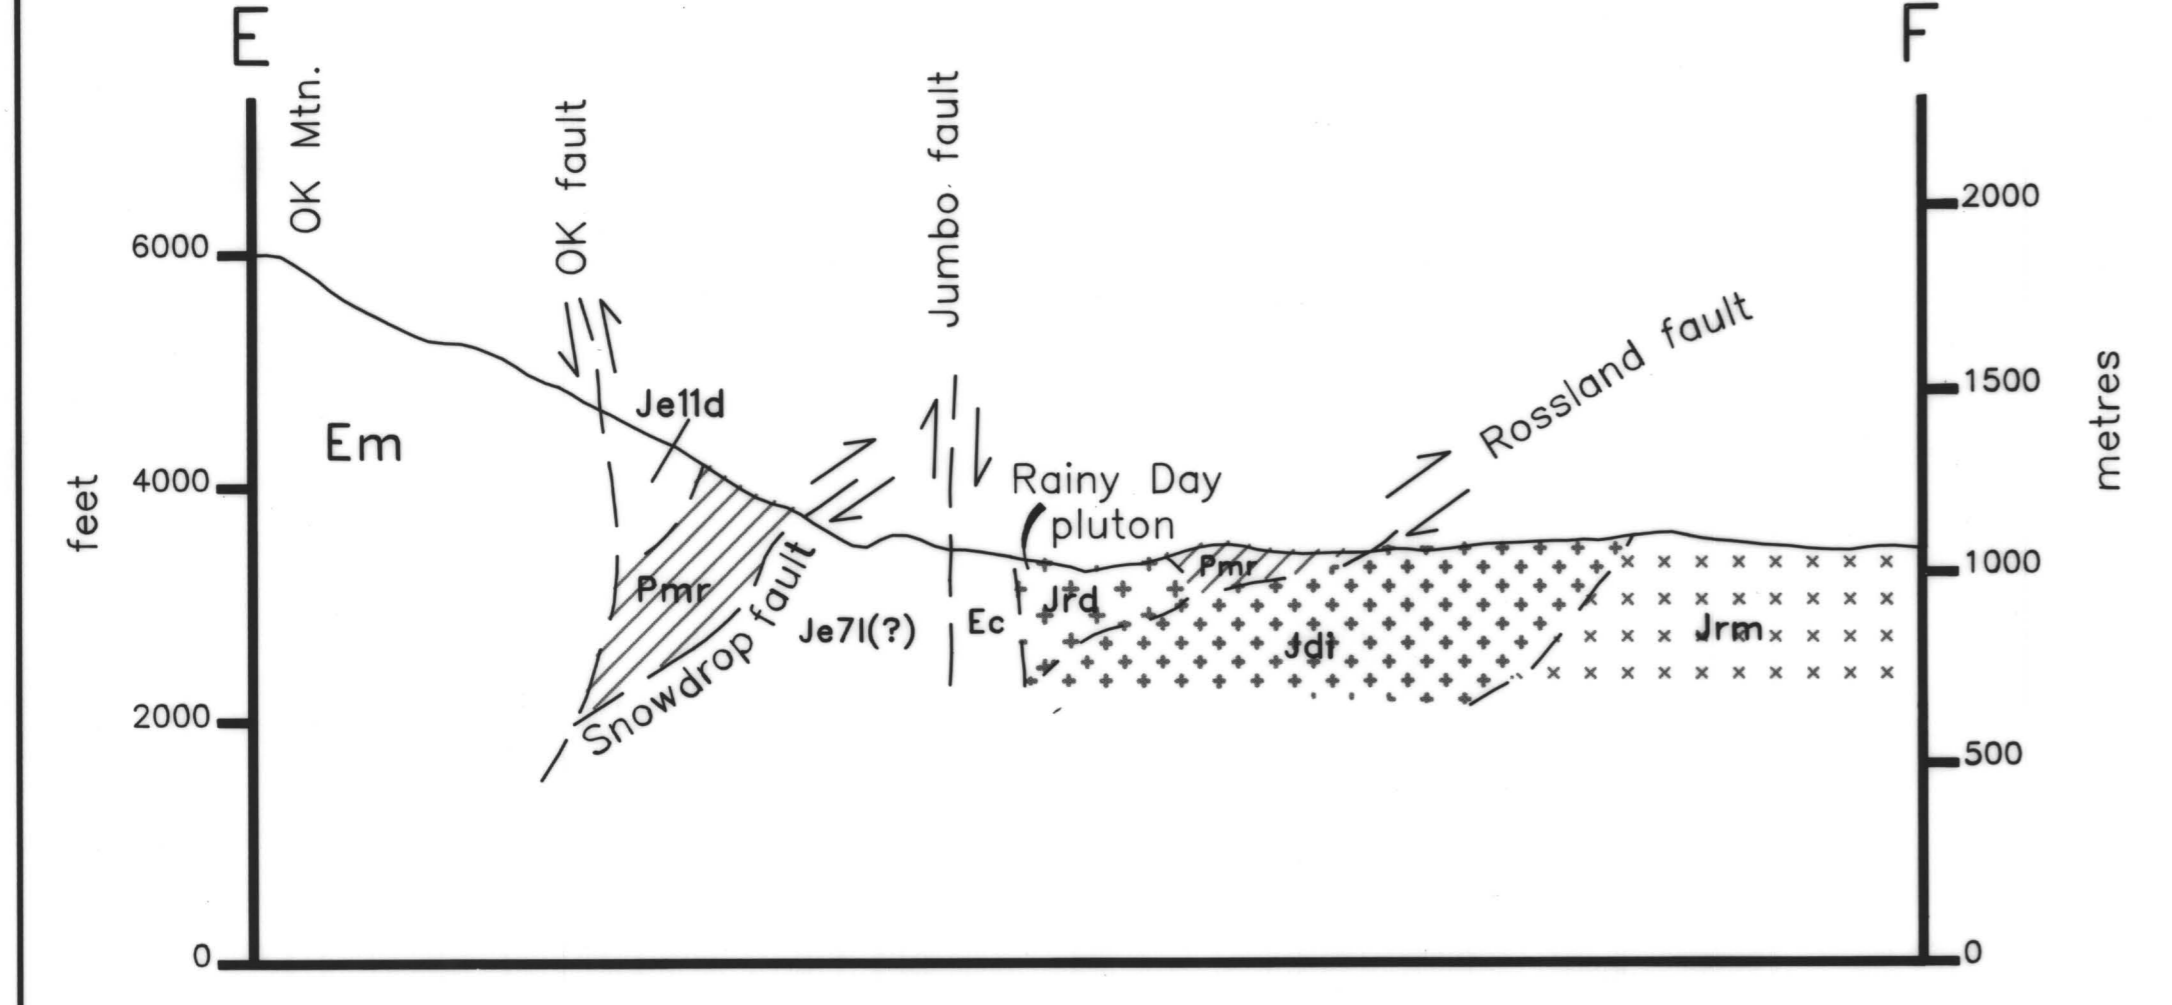 E
F
OK Mtn.
OK fault
Jumbo fault
Rossland fault
6000
4000
2000
0
feet
2000
1500
1000
500
0
metres
Je11d
Em
Rainy Day
pluton
Pmr
Pmr
Snowdrop fault
Je7l(?)
Ec
Jrd
Jdi
Jrm